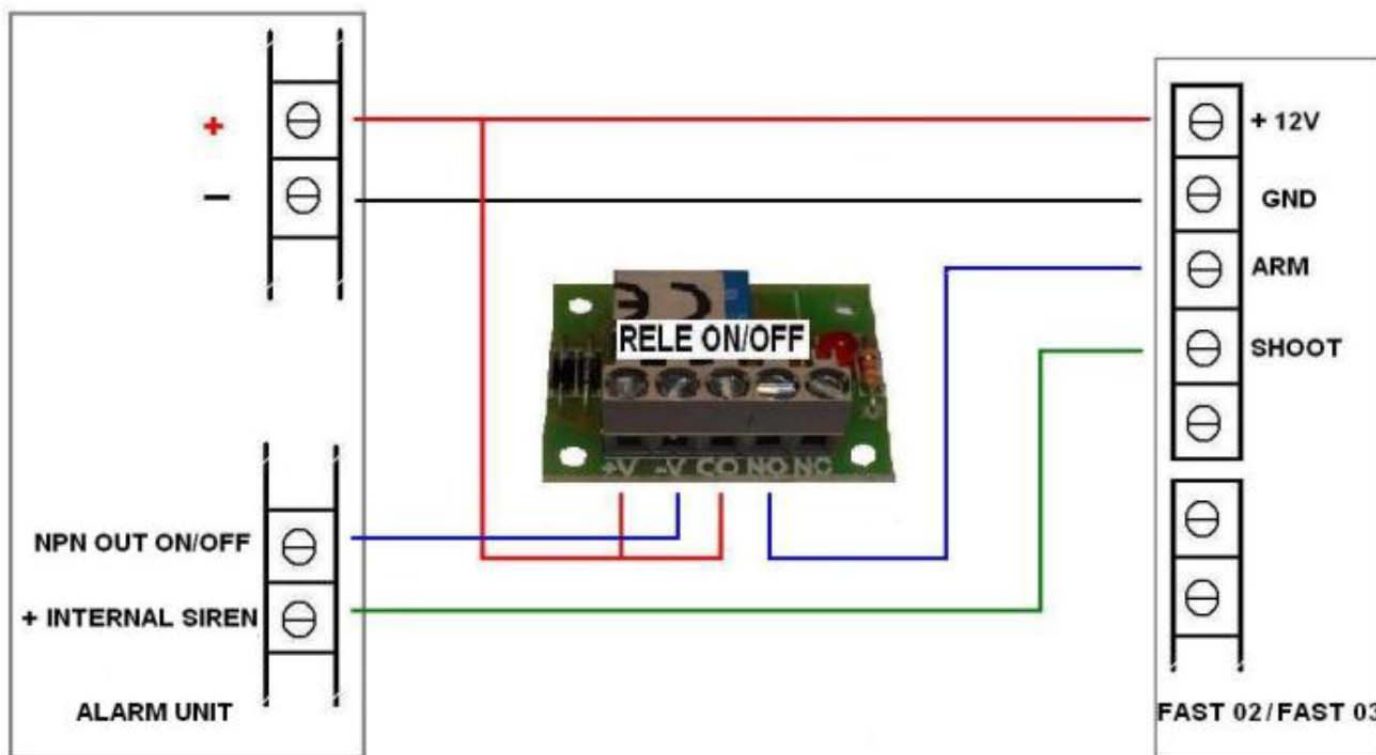 +
−
+ 12V
GND
ARM
SHOOT
RELE ON/OFF
+V -V CO NO NC
NPN OUT ON/OFF
+ INTERNAL SIREN
ALARM UNIT
FAST 02 / FAST 03